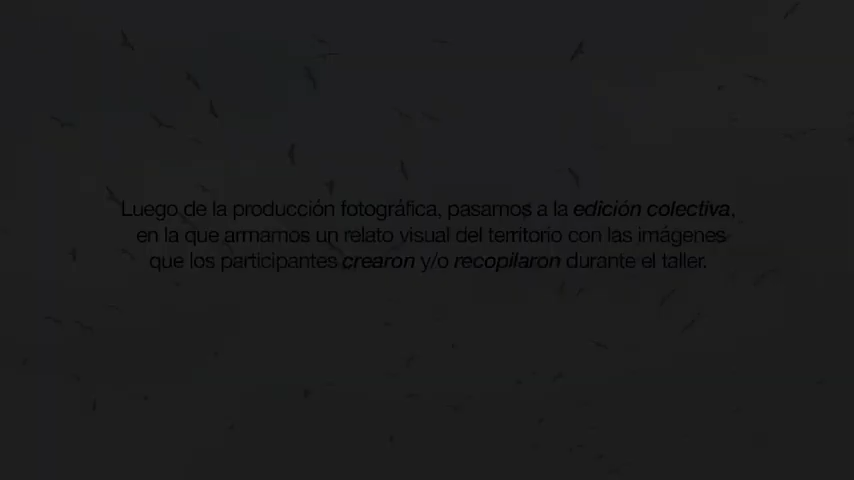 Luego de la producción fotográfica, pasamos a la edición colectiva,
en la que armamos un relato visual del territorio con las imágenes
que los participantes crearon y/o recopilaron durante el taller.